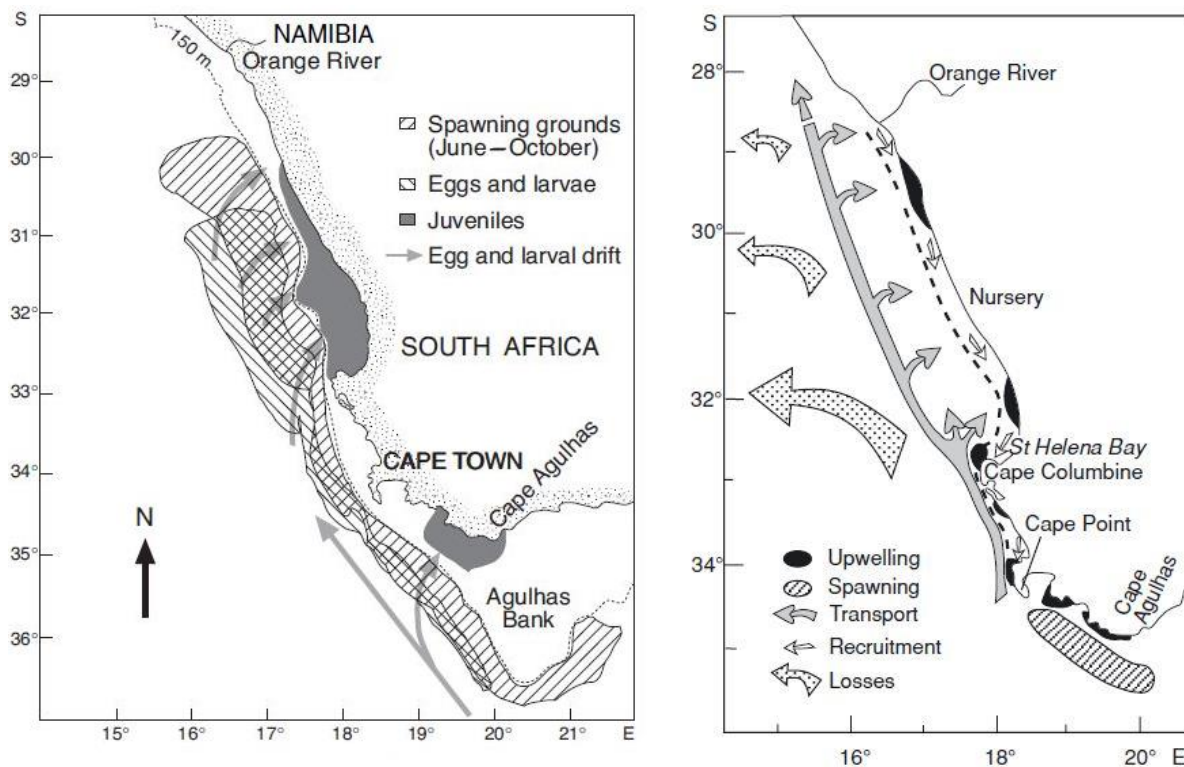 S
NAMIBIA
Orange River
150 m
29°
30°
31°
32°
33°
34°
35°
36°
Spawning grounds
(June–October)
Eggs and larvae
Juveniles
Egg and larval drift
SOUTH AFRICA
CAPE TOWN
Cape Agulhas
N
Agulhas
Bank
15° 16° 17° 18° 19° 20° 21° E
S
28°
30°
32°
34°
Orange River
Nursery
St Helena Bay
Cape Columbine
Cape Point
Cape
Agulhas
Upwelling
Spawning
Transport
Recruitment
Losses
16° 18° 20° E